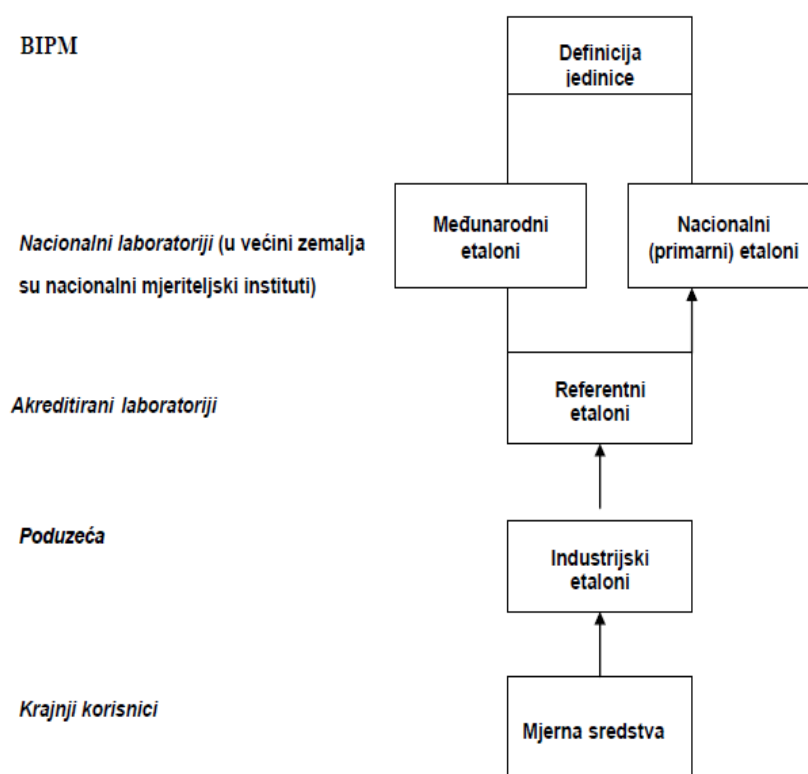 BIPM
Definicija
jedinice
Međunarodni
etaloni
Nacionalni
(primarni) etaloni
Nacionalni laboratoriji (u većini zemalja
su nacionalni mjeriteljski instituti)
Akreditirani laboratoriji
Referentni
etaloni
Poduzeća
Industrijski
etaloni
Krajnji korisnici
Mjerna sredstva